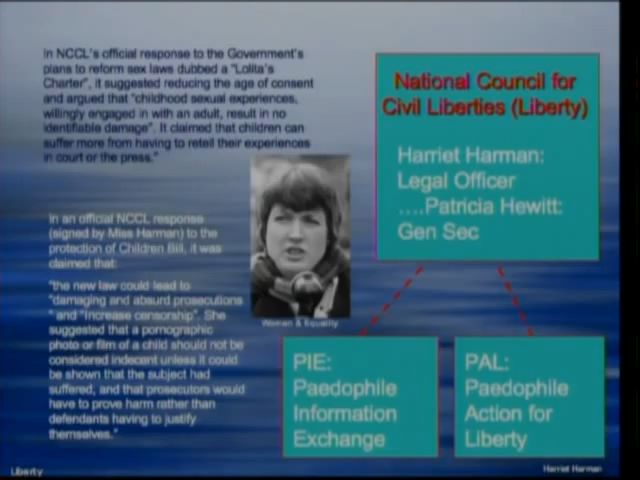 In NCCL's official response to the Government's
plans to reform sex laws dubbed a "Lolita's
Charter", it suggested reducing the age of consent
and argued that "childhood sexual experiences,
willingly engaged in with an adult, result in no
identifiable damage". It claimed that children can
suffer more from having to retell their experiences
in court or the press."
In an official NCCL response
(signed by Miss Harman) to the
protection of Children Bill, it was
claimed that:
"the new law could lead to
"damaging and absurd prosecutions
" and "increase censorship". She
suggested that a pornographic
photo or film of a child should not be
considered indecent unless it could
be shown that the subject had
suffered, and that prosecutors would
have to prove harm rather than
defendants having to justify
themselves."
Women & Equality
National Council for
Civil Liberties (Liberty)
Harriet Harman:
Legal Officer
....Patricia Hewitt:
Gen Sec
PIE:
Paedophile
Information
Exchange
PAL:
Paedophile
Action for
Liberty
Liberty
Harriet Harman